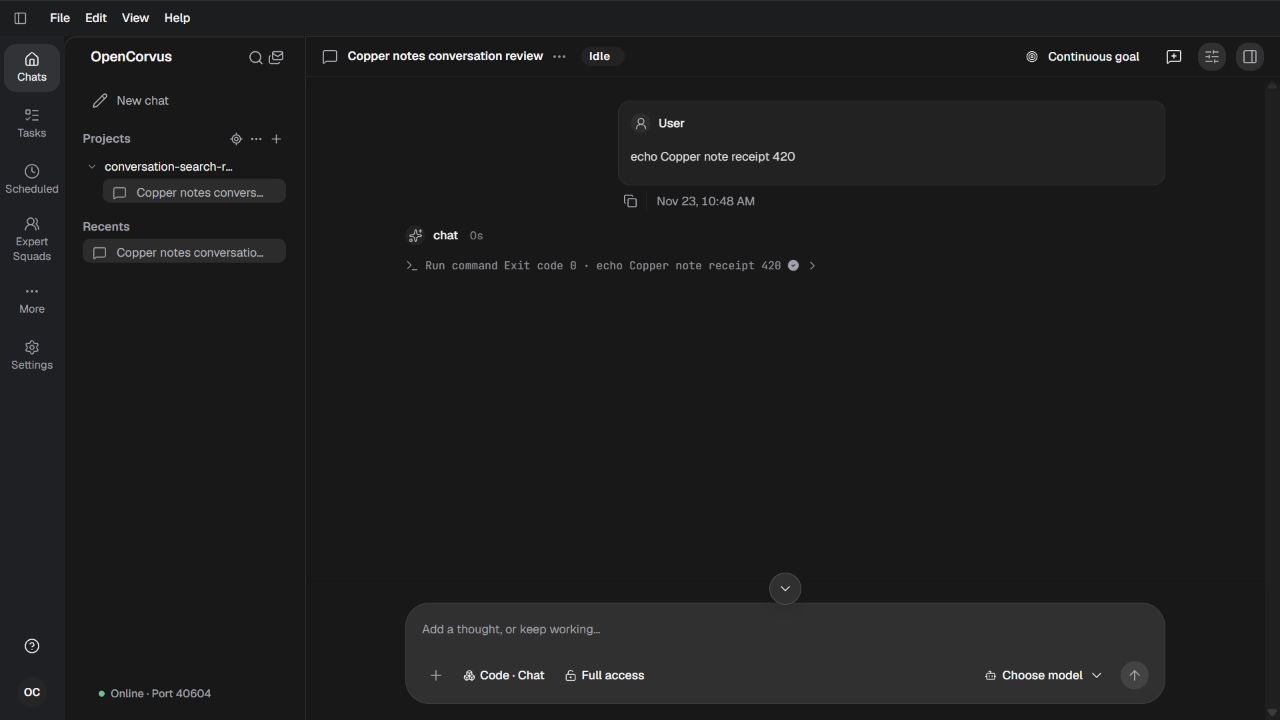 File Edit View Help
Chats
Tasks
Scheduled
Expert
Squads
More
Settings
OC
OpenCorvus
New chat
Projects
conversation-search-r...
Copper notes convers...
Recents
Copper notes conversatio...
Online · Port 40604
Copper notes conversation review ··· Idle
Continuous goal
User
echo Copper note receipt 420
Nov 23, 10:48 AM
chat 0s
>_ Run command Exit code 0 · echo Copper note receipt 420
Add a thought, or keep working...
Code · Chat Full access
Choose model